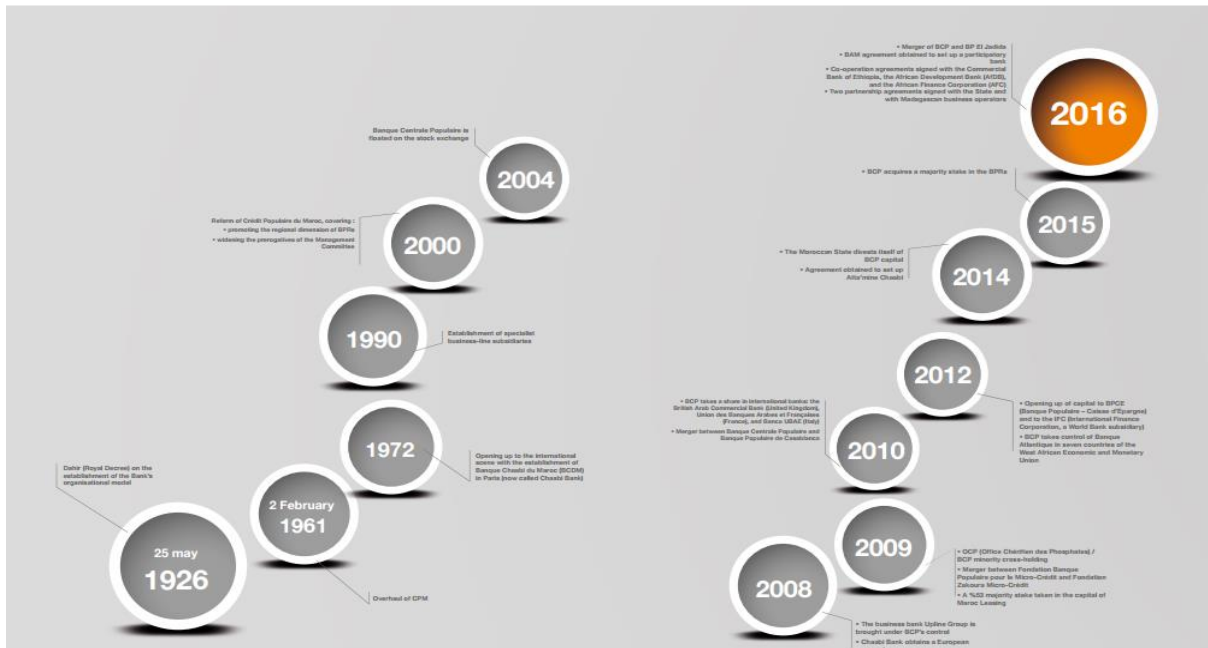 25 may
1926
Dahir (Royal Decree) on the
establishment of the Bank's
organisational model
2 February
1961
Overhaul of CPM
1972
Opening up to the international
scene with the establishment of
Banque Chaabi du Maroc (BCDM)
in Paris (now called Chaabi Bank)
1990
Establishment of specialist
business-line subsidiaries
2000
Reform of Crédit Populaire du Maroc, covering :
• promoting the regional dimension of BPRs
• widening the prerogatives of the Management
Committee
2004
Banque Centrale Populaire is
floated on the stock exchange
2008
• The business bank Upline Group is
brought under BCP's control
• Chaabi Bank obtains a European
2009
• OCP (Office Chérifien des Phosphates) /
BCP minority cross-holding
• Merger between Fondation Banque
Populaire pour le Micro-Crédit and Fondation
Zakoura Micro-Crédit
• A %53 majority stake taken in the capital of
Maroc Leasing
2010
• BCP takes a share in international banks: the
British Arab Commercial Bank (United Kingdom),
Union des Banques Arabes et Françaises
(France), and Banca UBAE (Italy)
• Merger between Banque Centrale Populaire and
Banque Populaire de Casablanca
2012
• Opening up of capital to BPCE
(Banque Populaire – Caisse d'Epargne)
and to the IFC (International Finance
Corporation, a World Bank subsidiary)
• BCP takes control of Banque
Atlantique in seven countries of the
West African Economic and Monetary
Union
2014
• The Moroccan State divests itself of
BCP capital
• Agreement obtained to set up
Atta'mine Chaabi
2015
• BCP acquires a majority stake in the BPRs
2016
• Merger of BCP and BP El Jadida
• BAM agreement obtained to set up a participatory
bank
• Co-operation agreements signed with the Commercial
Bank of Ethiopia, the African Development Bank (AfDB),
and the African Finance Corporation (AFC)
• Two partnership agreements signed with the State and
with Madagascan business operators